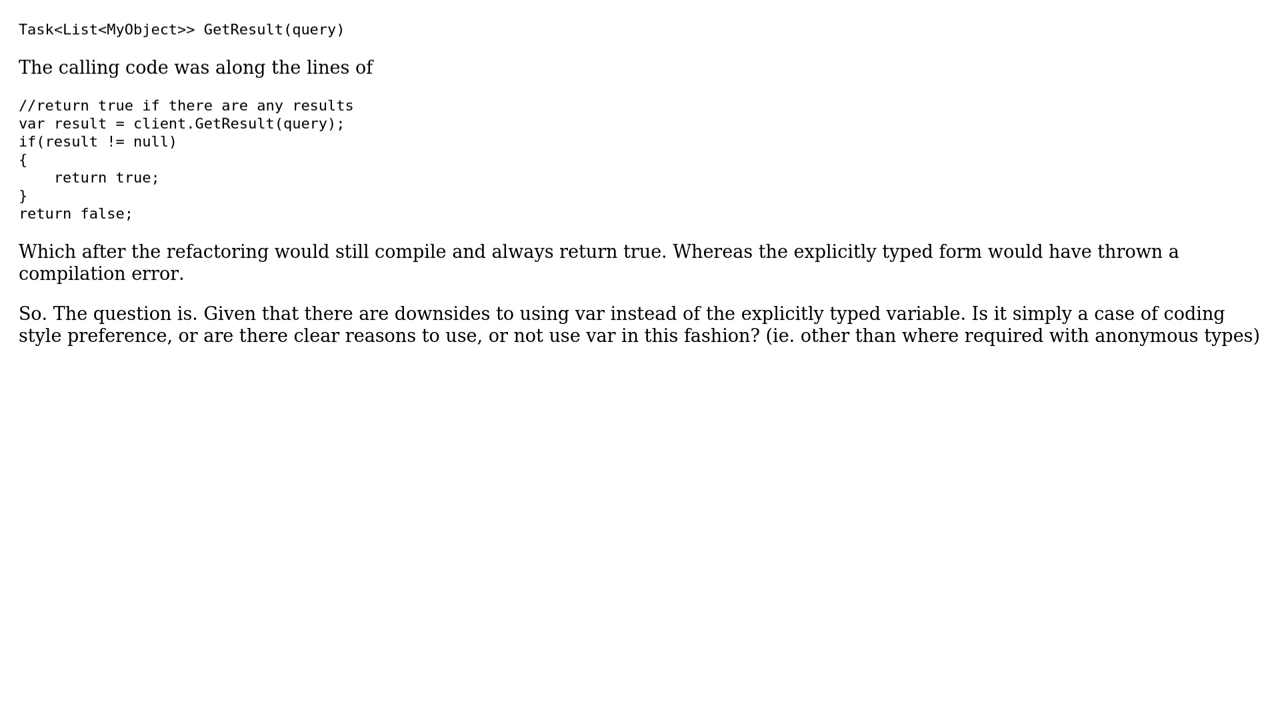 Task<List<MyObject>> GetResult(query)
The calling code was along the lines of
//return true if there are any results
var result = client.GetResult(query);
if(result != null)
{
    return true;
}
return false;
Which after the refactoring would still compile and always return true. Whereas the explicitly typed form would have thrown a
compilation error.
So. The question is. Given that there are downsides to using var instead of the explicitly typed variable. Is it simply a case of coding
style preference, or are there clear reasons to use, or not use var in this fashion? (ie. other than where required with anonymous types)